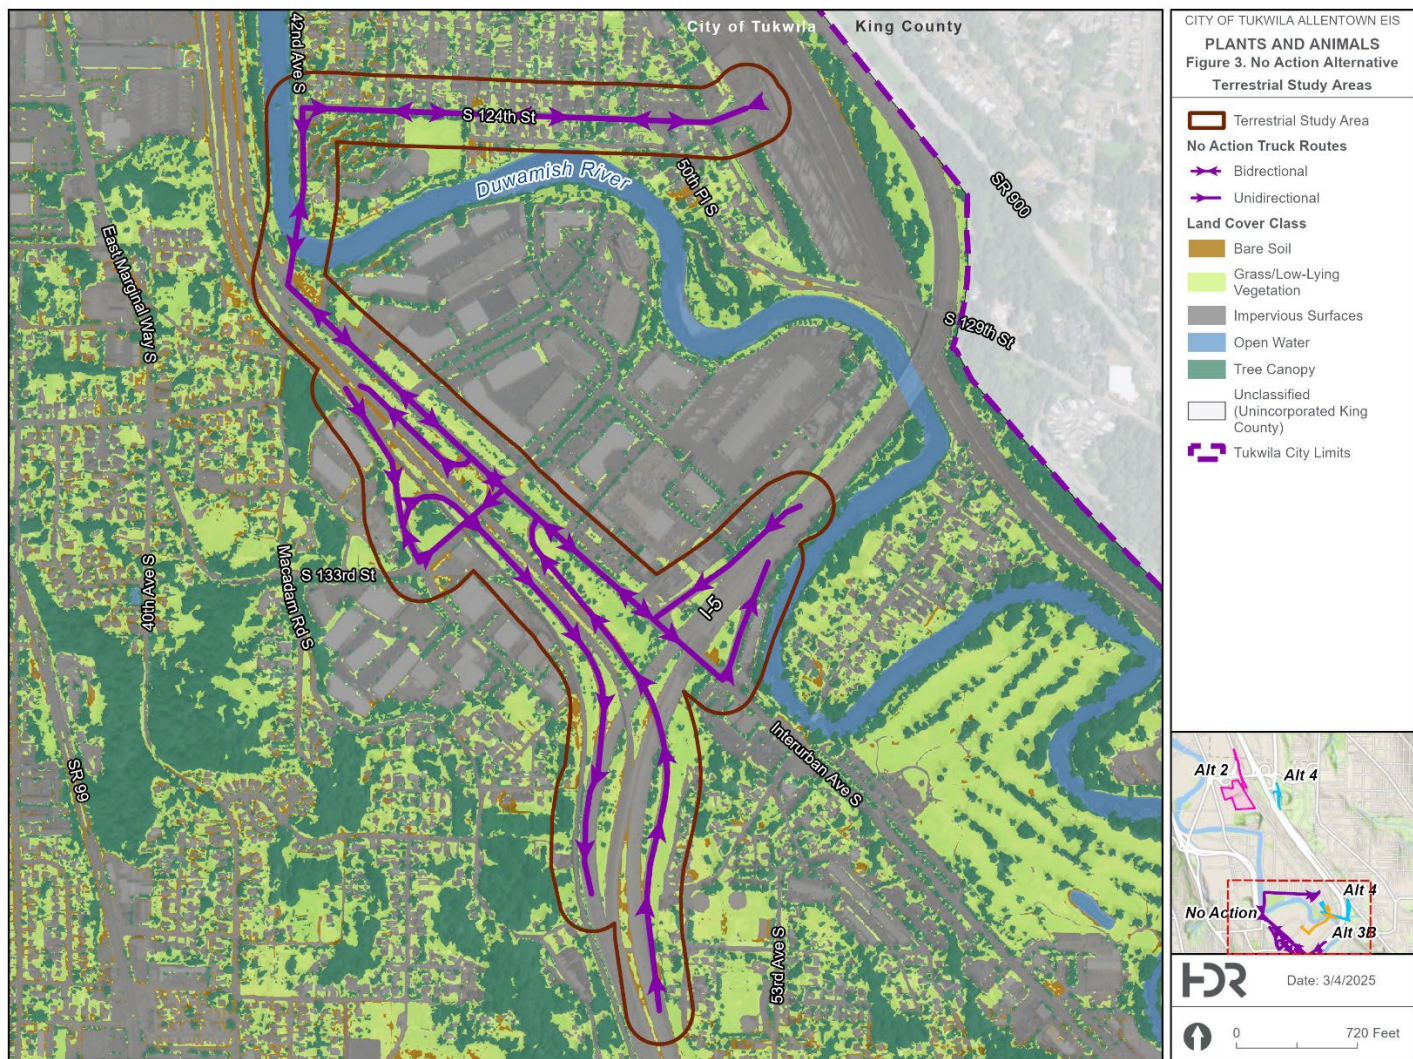 City of Tukwila
King County
42nd Ave S
S 124th St
Duwamish River
50th Pl S
SR 900
East Marginal Way S
S 129th St
40th Ave S
Macadam Rd S
S 133rd St
I-5
SR 99
Interurban Ave S
53rd Ave S
CITY OF TUKWILA ALLENTOWN EIS
PLANTS AND ANIMALS
Figure 3. No Action Alternative
Terrestrial Study Areas
Terrestrial Study Area
No Action Truck Routes
Bidrectional
Unidirectional
Land Cover Class
Bare Soil
Grass/Low-Lying
Vegetation
Impervious Surfaces
Open Water
Tree Canopy
Unclassified
(Unincorporated King
County)
Tukwila City Limits
Alt 2
Alt 4
Alt 4
No Action
Alt 3B
HDR
Date: 3/4/2025
0 720 Feet